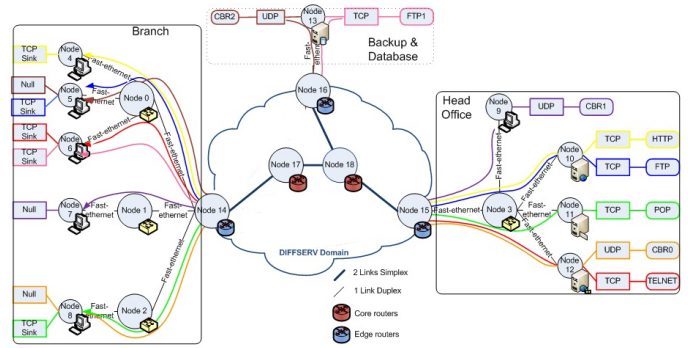 Branch
TCP
Sink
Node
4
Fast-ethernet
Null
TCP
Sink
Node
5
Fast-
ethernet
Node 0
TCP
Sink
TCP
Sink
Node
6
Fast-ethernet
Fast-ethernet
Null
Node
7
Fast-
ethernet
Node 1
Fast-
ethernet
Node 14
Null
TCP
Sink
Node
8
Fast-
ethernet
Node 2
Fast-ethernet
CBR2
UDP
Node
13
TCP
FTP1
Fast-
ethernet
Backup &
Database
Node 16
Node 17
Node 18
DIFFSERV Domain
2 Links Simplex
1 Link Duplex
Core routers
Edge routers
Head
Office
Node
9
UDP
CBR1
Fast-ethernet
Node
10
TCP
HTTP
TCP
FTP
Node 15
Fast-ethernet
Node 3
Fast-
ethernet
Node
11
TCP
POP
Fast-ethernet
Node
12
UDP
CBR0
TCP
TELNET